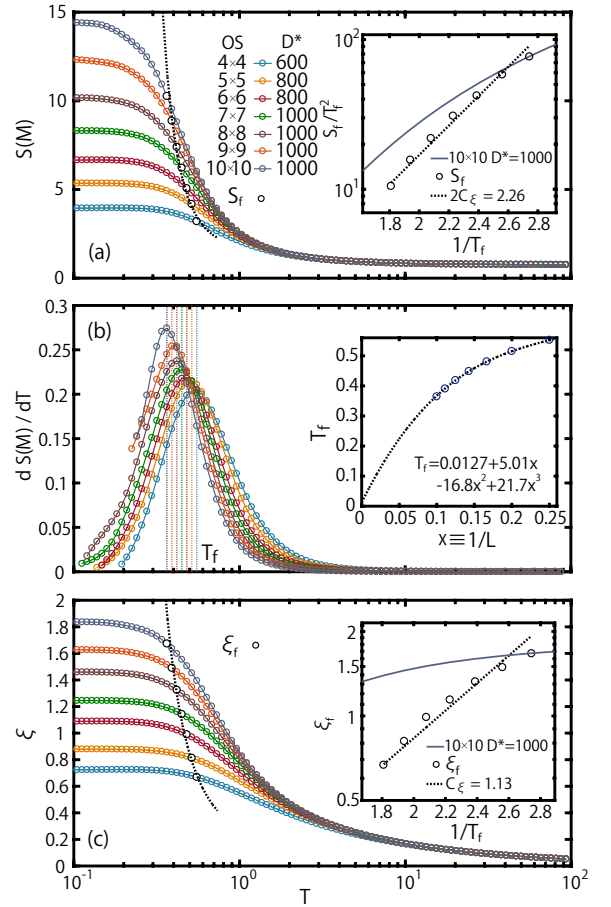 15
10
5
0
S(M)
(a)
OS D*
4×4 600
5×5 800
6×6 800
7×7 1000
8×8 1000
9×9 1000
10×10 1000
S_f
10²
10¹
S_f/T_f²
10×10 D*=1000
S_f
2C_ξ = 2.26
1.8 2 2.2 2.4 2.6 2.8
1/T_f
0.3
0.25
0.2
0.15
0.1
0.05
0
d S(M) / dT
(b)
T_f
0.5
0.4
0.3
0.2
0.1
0
T_f
T_f=0.0127+5.01x
-16.8x²+21.7x³
0 0.05 0.1 0.15 0.20 0.25
x≡1/L
2
1.8
1.6
1.4
1.2
1
0.8
0.6
0.4
0.2
0
ξ
(c)
ξ_f
2
1.5
1
0.5
ξ_f
10×10 D*=1000
ξ_f
C_ξ = 1.13
1.8 2 2.2 2.4 2.6 2.8
1/T_f
10⁻¹ 10⁰ 10¹ 10²
T